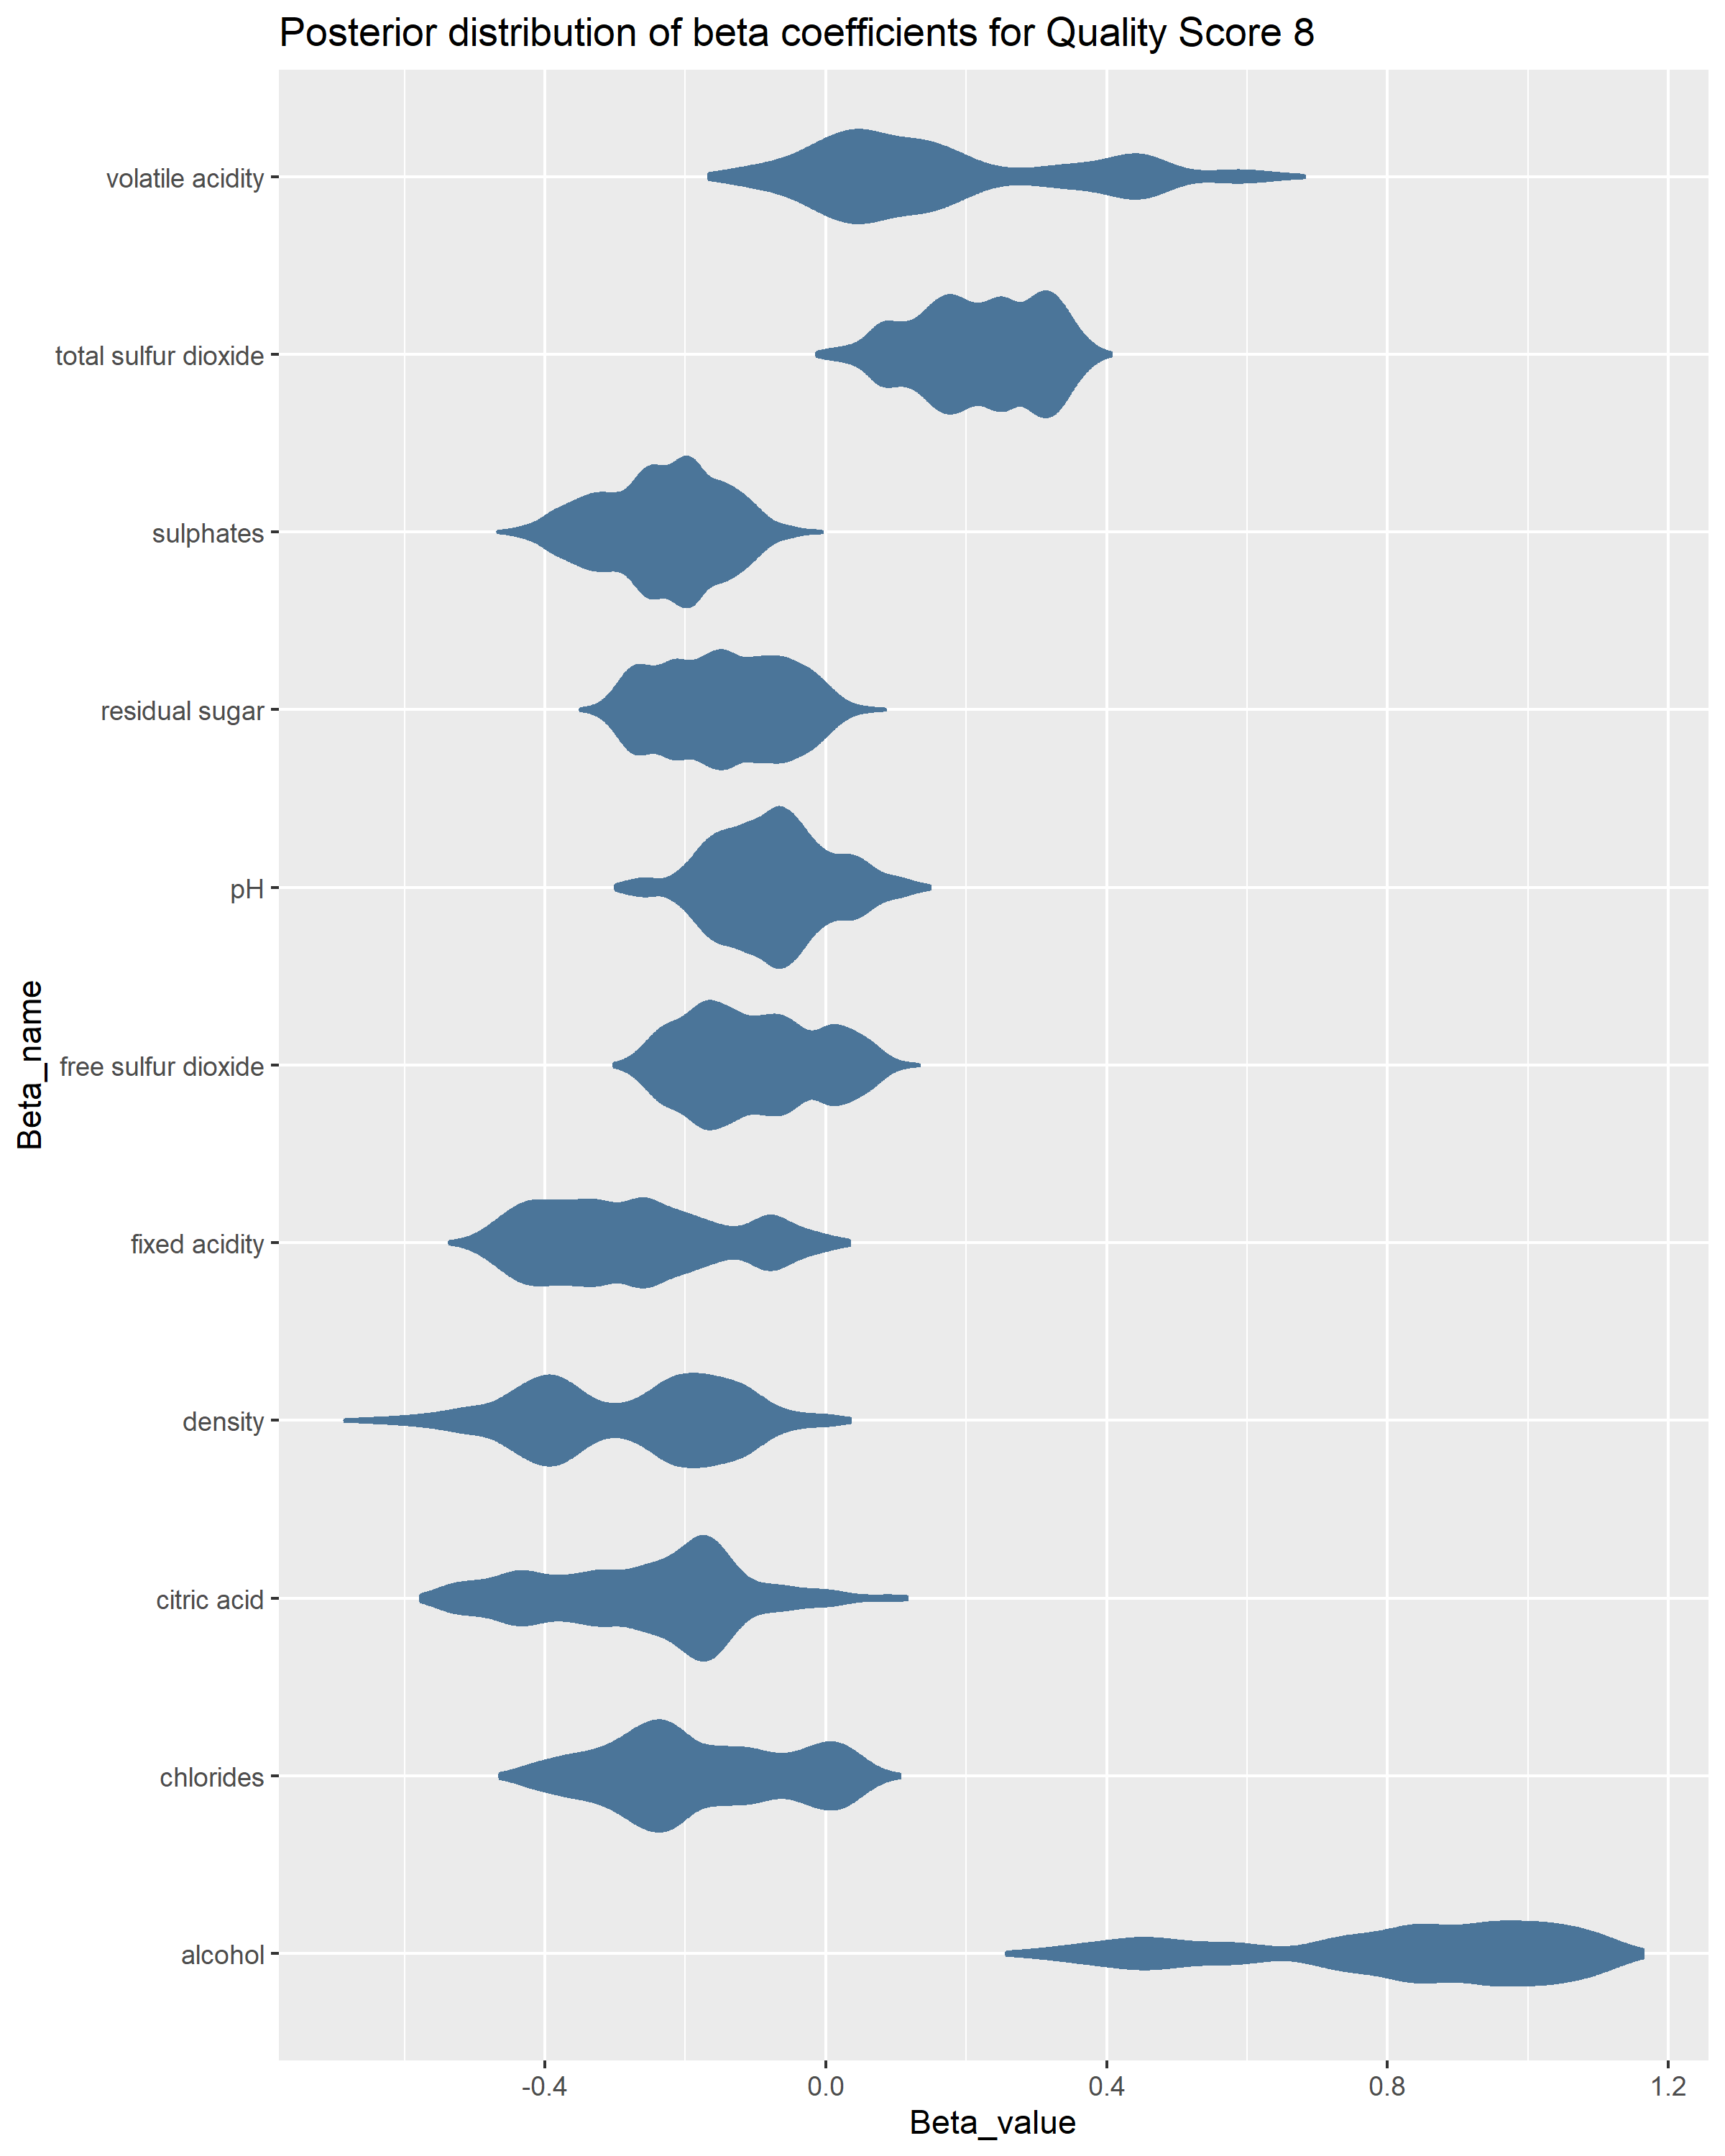 Posterior distribution of beta coefficients for Quality Score 8
volatile acidity
total sulfur dioxide
sulphates
residual sugar
pH
free sulfur dioxide
fixed acidity
density
citric acid
chlorides
alcohol
Beta_name
-0.4 0.0 0.4 0.8 1.2
Beta_value